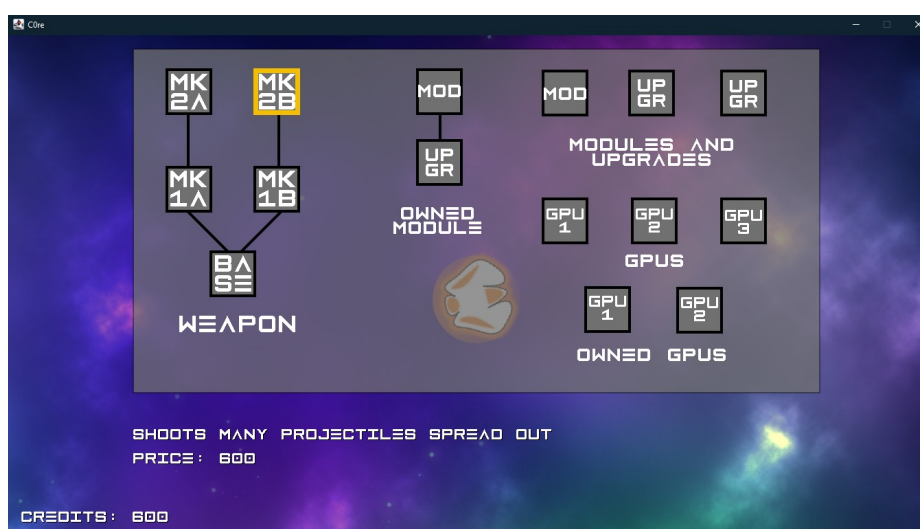 C0re
MK 2A
MK 2B
MOD
MOD
UP GR
UP GR
MODULES AND
UPGRADES
MK 1A
MK 1B
UP GR
OWNED
MODULE
GPU 1
GPU 2
GPU 3
GPUS
BA SE
WEAPON
GPU 1
GPU 2
OWNED GPUS
SHOOTS MANY PROJECTILES SPREAD OUT
PRICE: 600
CREDITS: 600